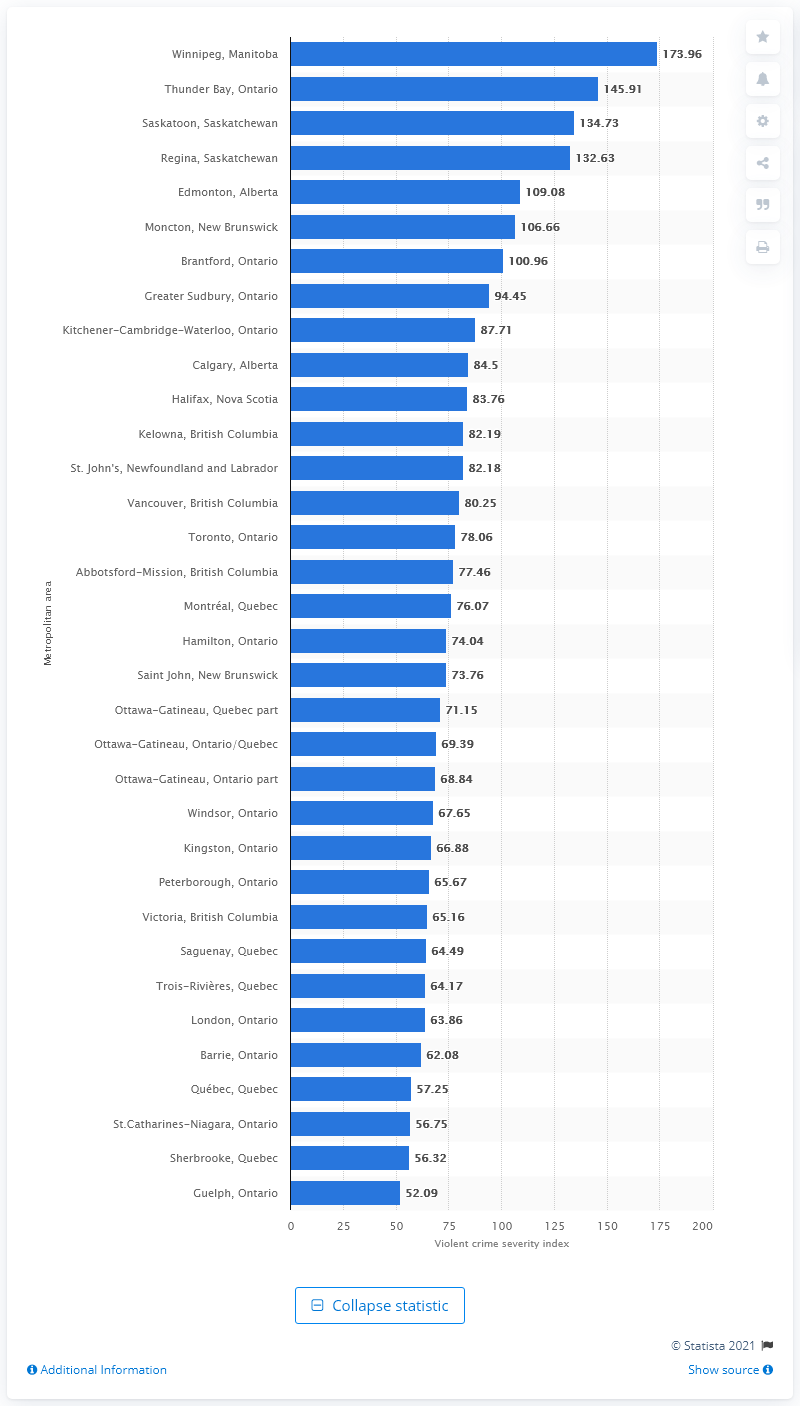 Winnipeg, Manitoba 173.96
Thunder Bay, Ontario 145.91
Saskatoon, Saskatchewan 134.73
Regina, Saskatchewan 132.63
Edmonton, Alberta 109.08
Moncton, New Brunswick 106.66
Brantford, Ontario 100.96
Greater Sudbury, Ontario 94.45
Kitchener-Cambridge-Waterloo, Ontario 87.71
Calgary, Alberta 84.5
Halifax, Nova Scotia 83.76
Kelowna, British Columbia 82.19
St. John's, Newfoundland and Labrador 82.18
Vancouver, British Columbia 80.25
Toronto, Ontario 78.06
Abbotsford-Mission, British Columbia 77.46
Montréal, Quebec 76.07
Hamilton, Ontario 74.04
Saint John, New Brunswick 73.76
Ottawa-Gatineau, Quebec part 71.15
Ottawa-Gatineau, Ontario/Quebec 69.39
Ottawa-Gatineau, Ontario part 68.84
Windsor, Ontario 67.65
Kingston, Ontario 66.88
Peterborough, Ontario 65.67
Victoria, British Columbia 65.16
Saguenay, Quebec 64.49
Trois-Rivières, Quebec 64.17
London, Ontario 63.86
Barrie, Ontario 62.08
Québec, Quebec 57.25
St.Catharines-Niagara, Ontario 56.75
Sherbrooke, Quebec 56.32
Guelph, Ontario 52.09
Metropolitan area
0 25 50 75 100 125 150 175 200
Violent crime severity index
Collapse statistic
© Statista 2021
Additional Information
Show source